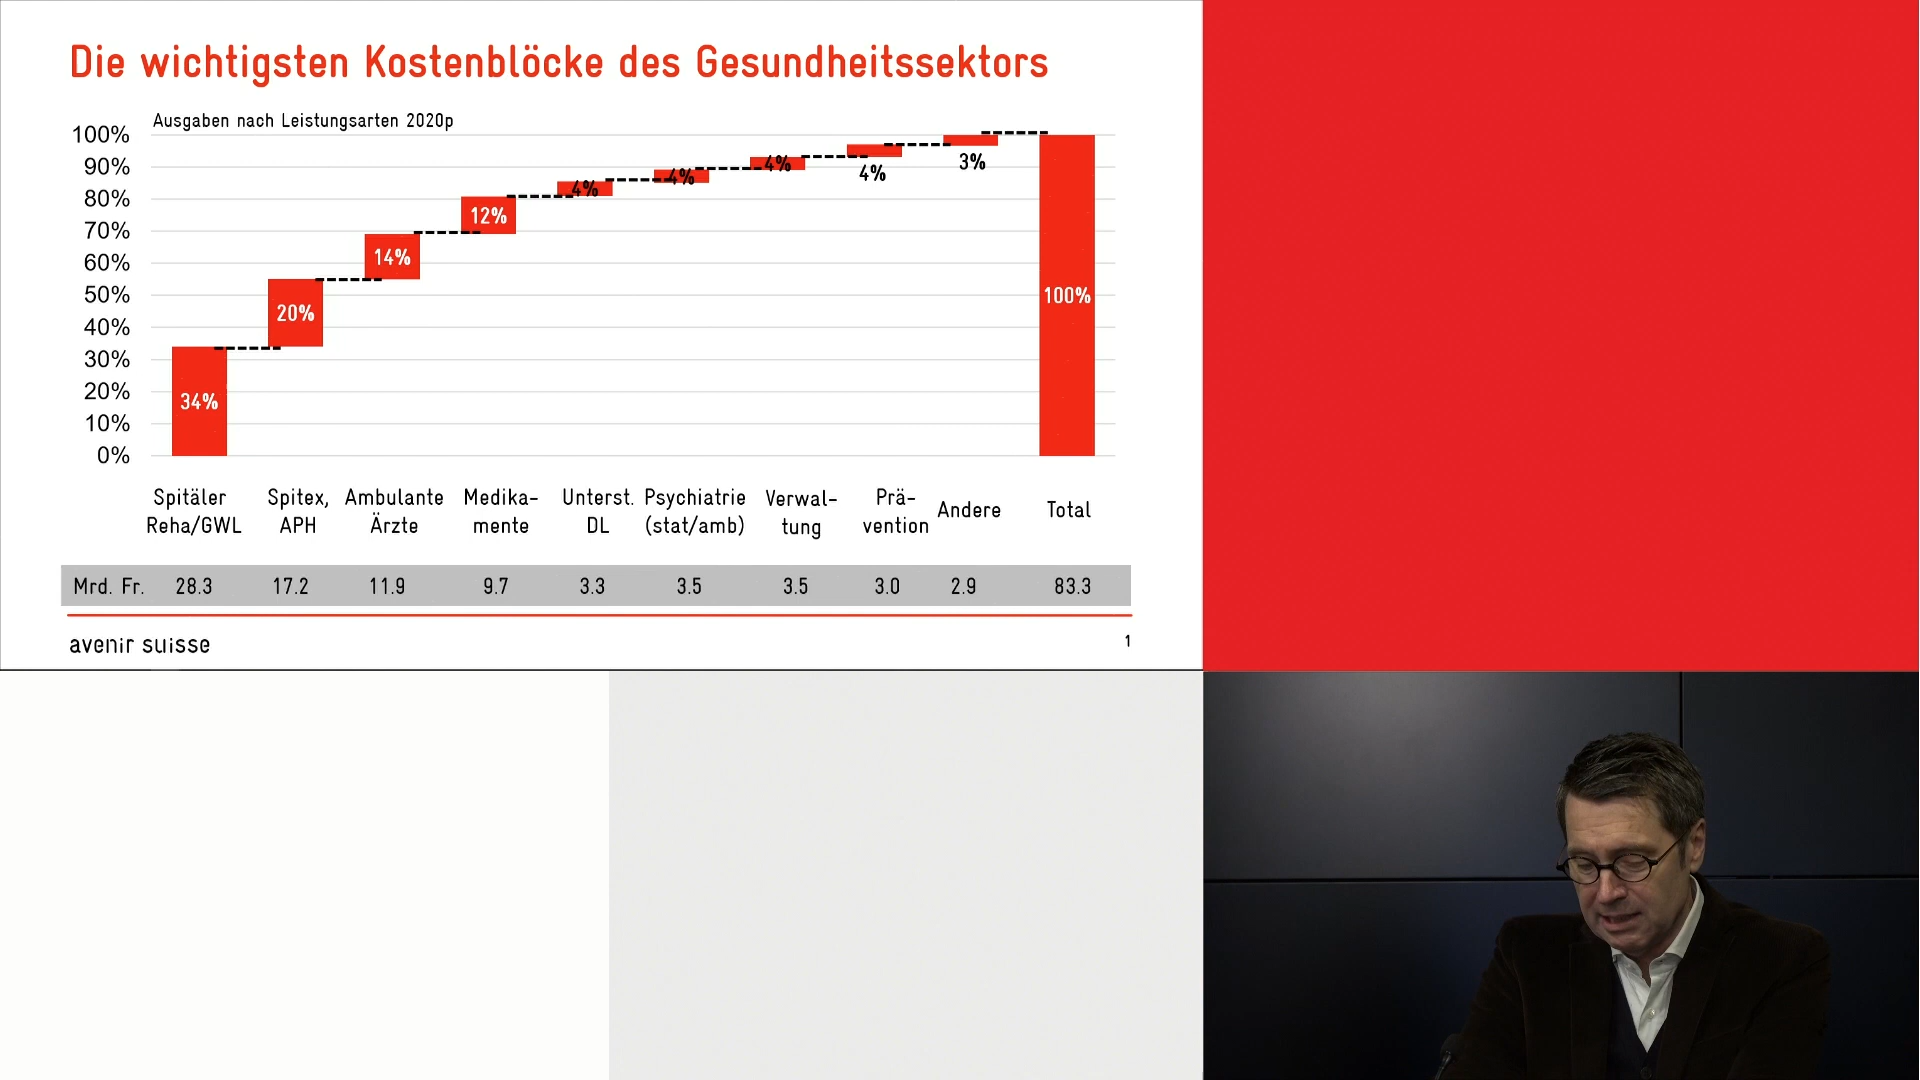 Die wichtigsten Kostenblöcke des Gesundheitssektors
Ausgaben nach Leistungsarten 2020p
100%
90%
80%
70%
60%
50%
40%
30%
20%
10%
0%
34%
20%
14%
12%
4%
4%
4%
4%
3%
100%
Spitäler Reha/GWL
Spitex, APH
Ambulante Ärzte
Medika- mente
Unterst. DL
Psychiatrie (stat/amb)
Verwal- tung
Prä- vention
Andere
Total
Mrd. Fr. 28.3 17.2 11.9 9.7 3.3 3.5 3.5 3.0 2.9 83.3
avenir suisse
1